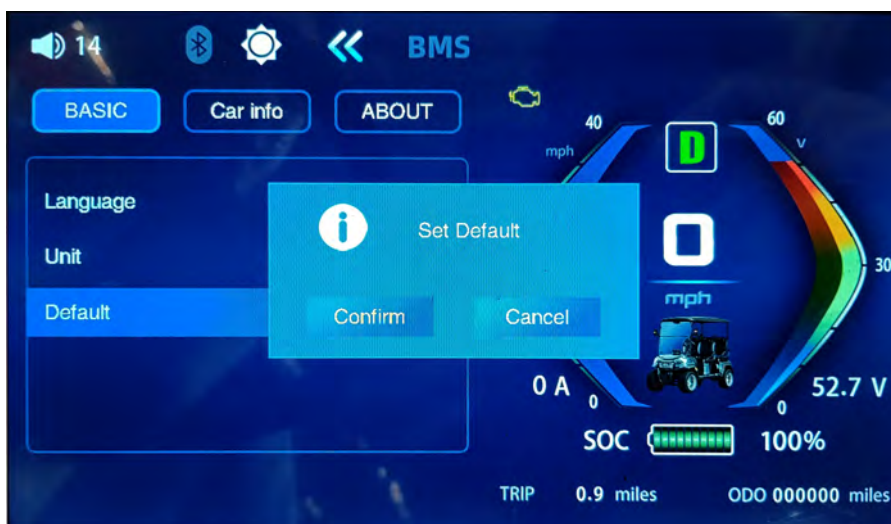 14
BMS
BASIC
Car info
ABOUT
Language
Unit
Default
Set Default
Confirm
Cancel
40
60
mph
V
D
0
30
mph
0 A
0
0
52.7 V
SOC
100%
TRIP 0.9 miles
ODO 000000 miles